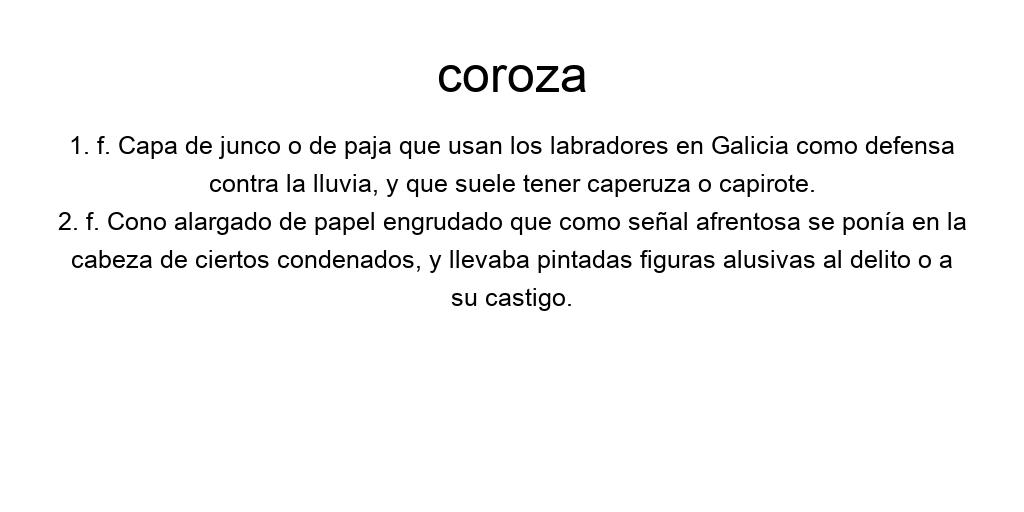 coroza
1. f. Capa de junco o de paja que usan los labradores en Galicia como defensa
contra la lluvia, y que suele tener caperuza o capirote.
2. f. Cono alargado de papel engrudado que como señal afrentosa se ponía en la
cabeza de ciertos condenados, y llevaba pintadas figuras alusivas al delito o a
su castigo.